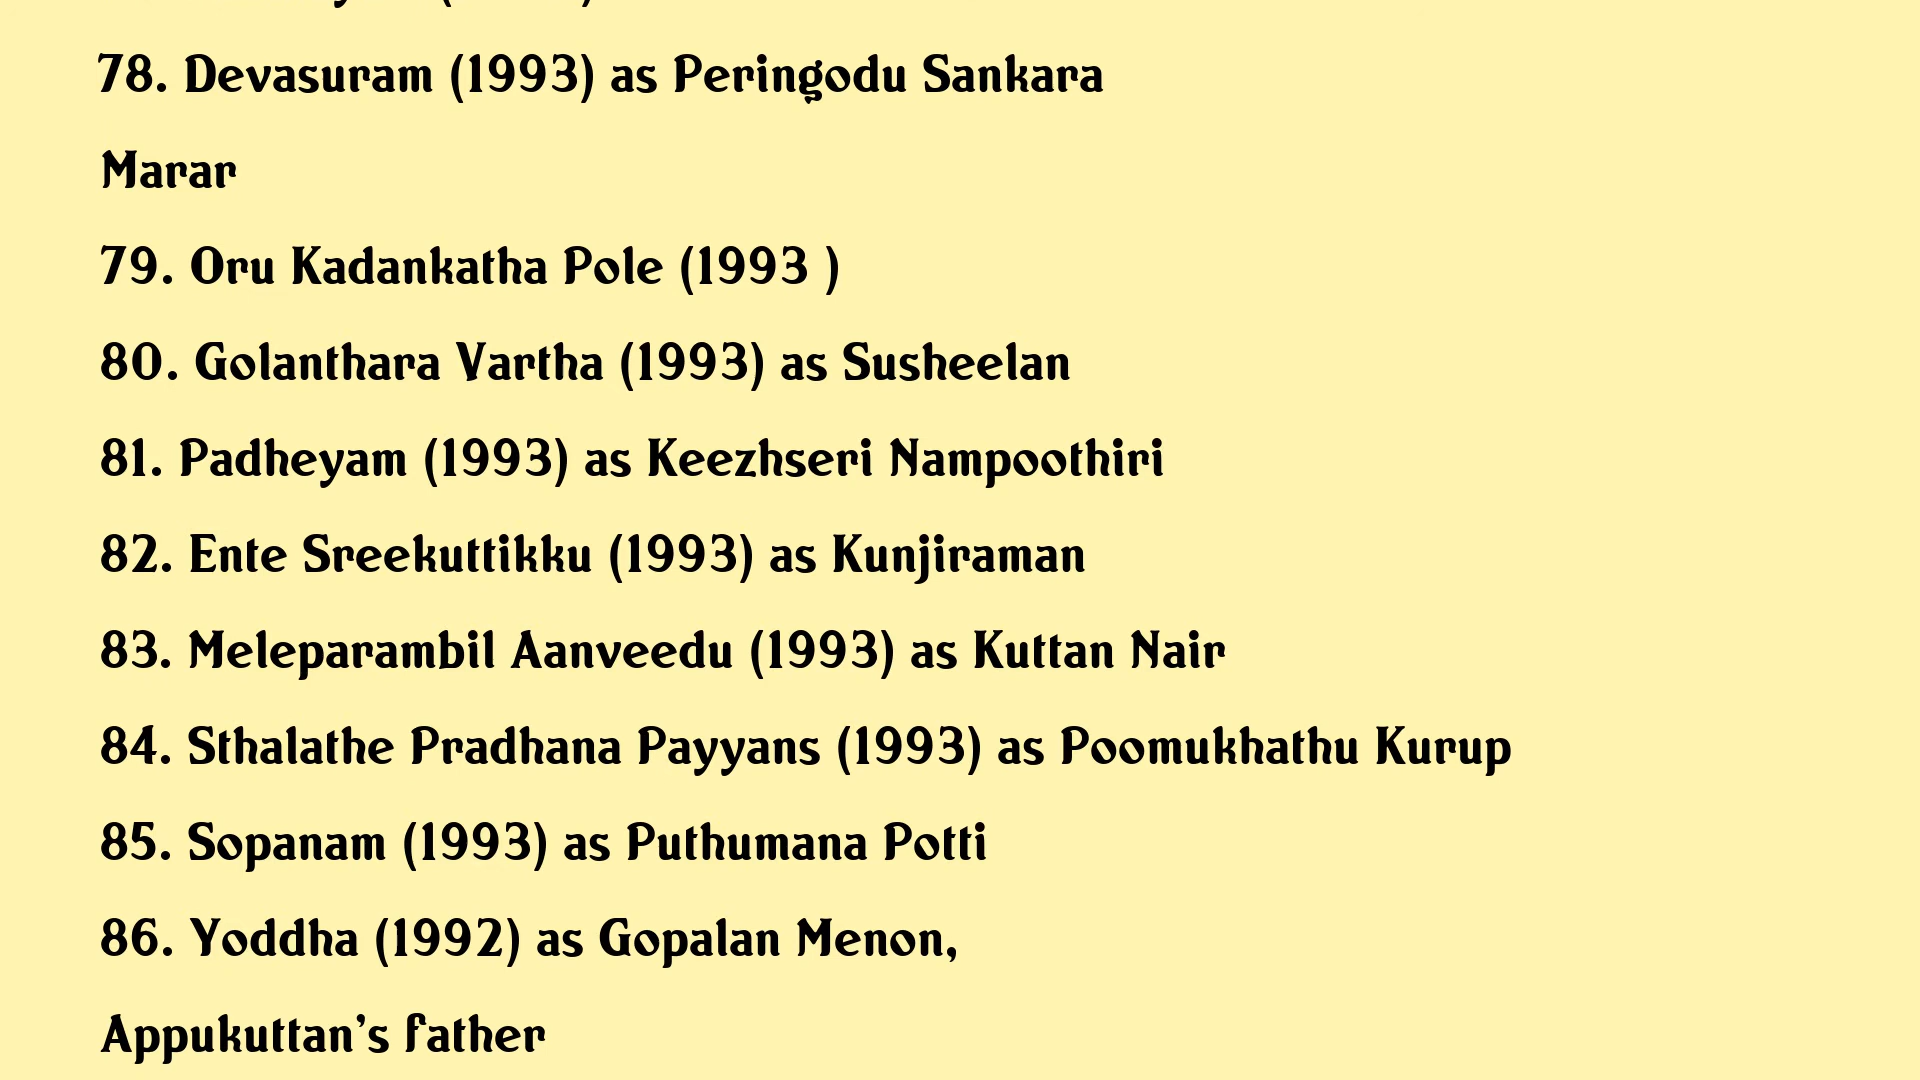 78. Devasuram (1993) as Peringodu Sankara
Marar
79. Oru Kadankatha Pole (1993 )
80. Golanthara Vartha (1993) as Susheelan
81. Padheyam (1993) as Keezhseri Nampoothiri
82. Ente Sreekuttikku (1993) as Kunjiraman
83. Meleparambil Aanveedu (1993) as Kuttan Nair
84. Sthalathe Pradhana Payyans (1993) as Poomukhathu Kurup
85. Sopanam (1993) as Puthumana Potti
86. Yoddha (1992) as Gopalan Menon,
Appukuttan's father